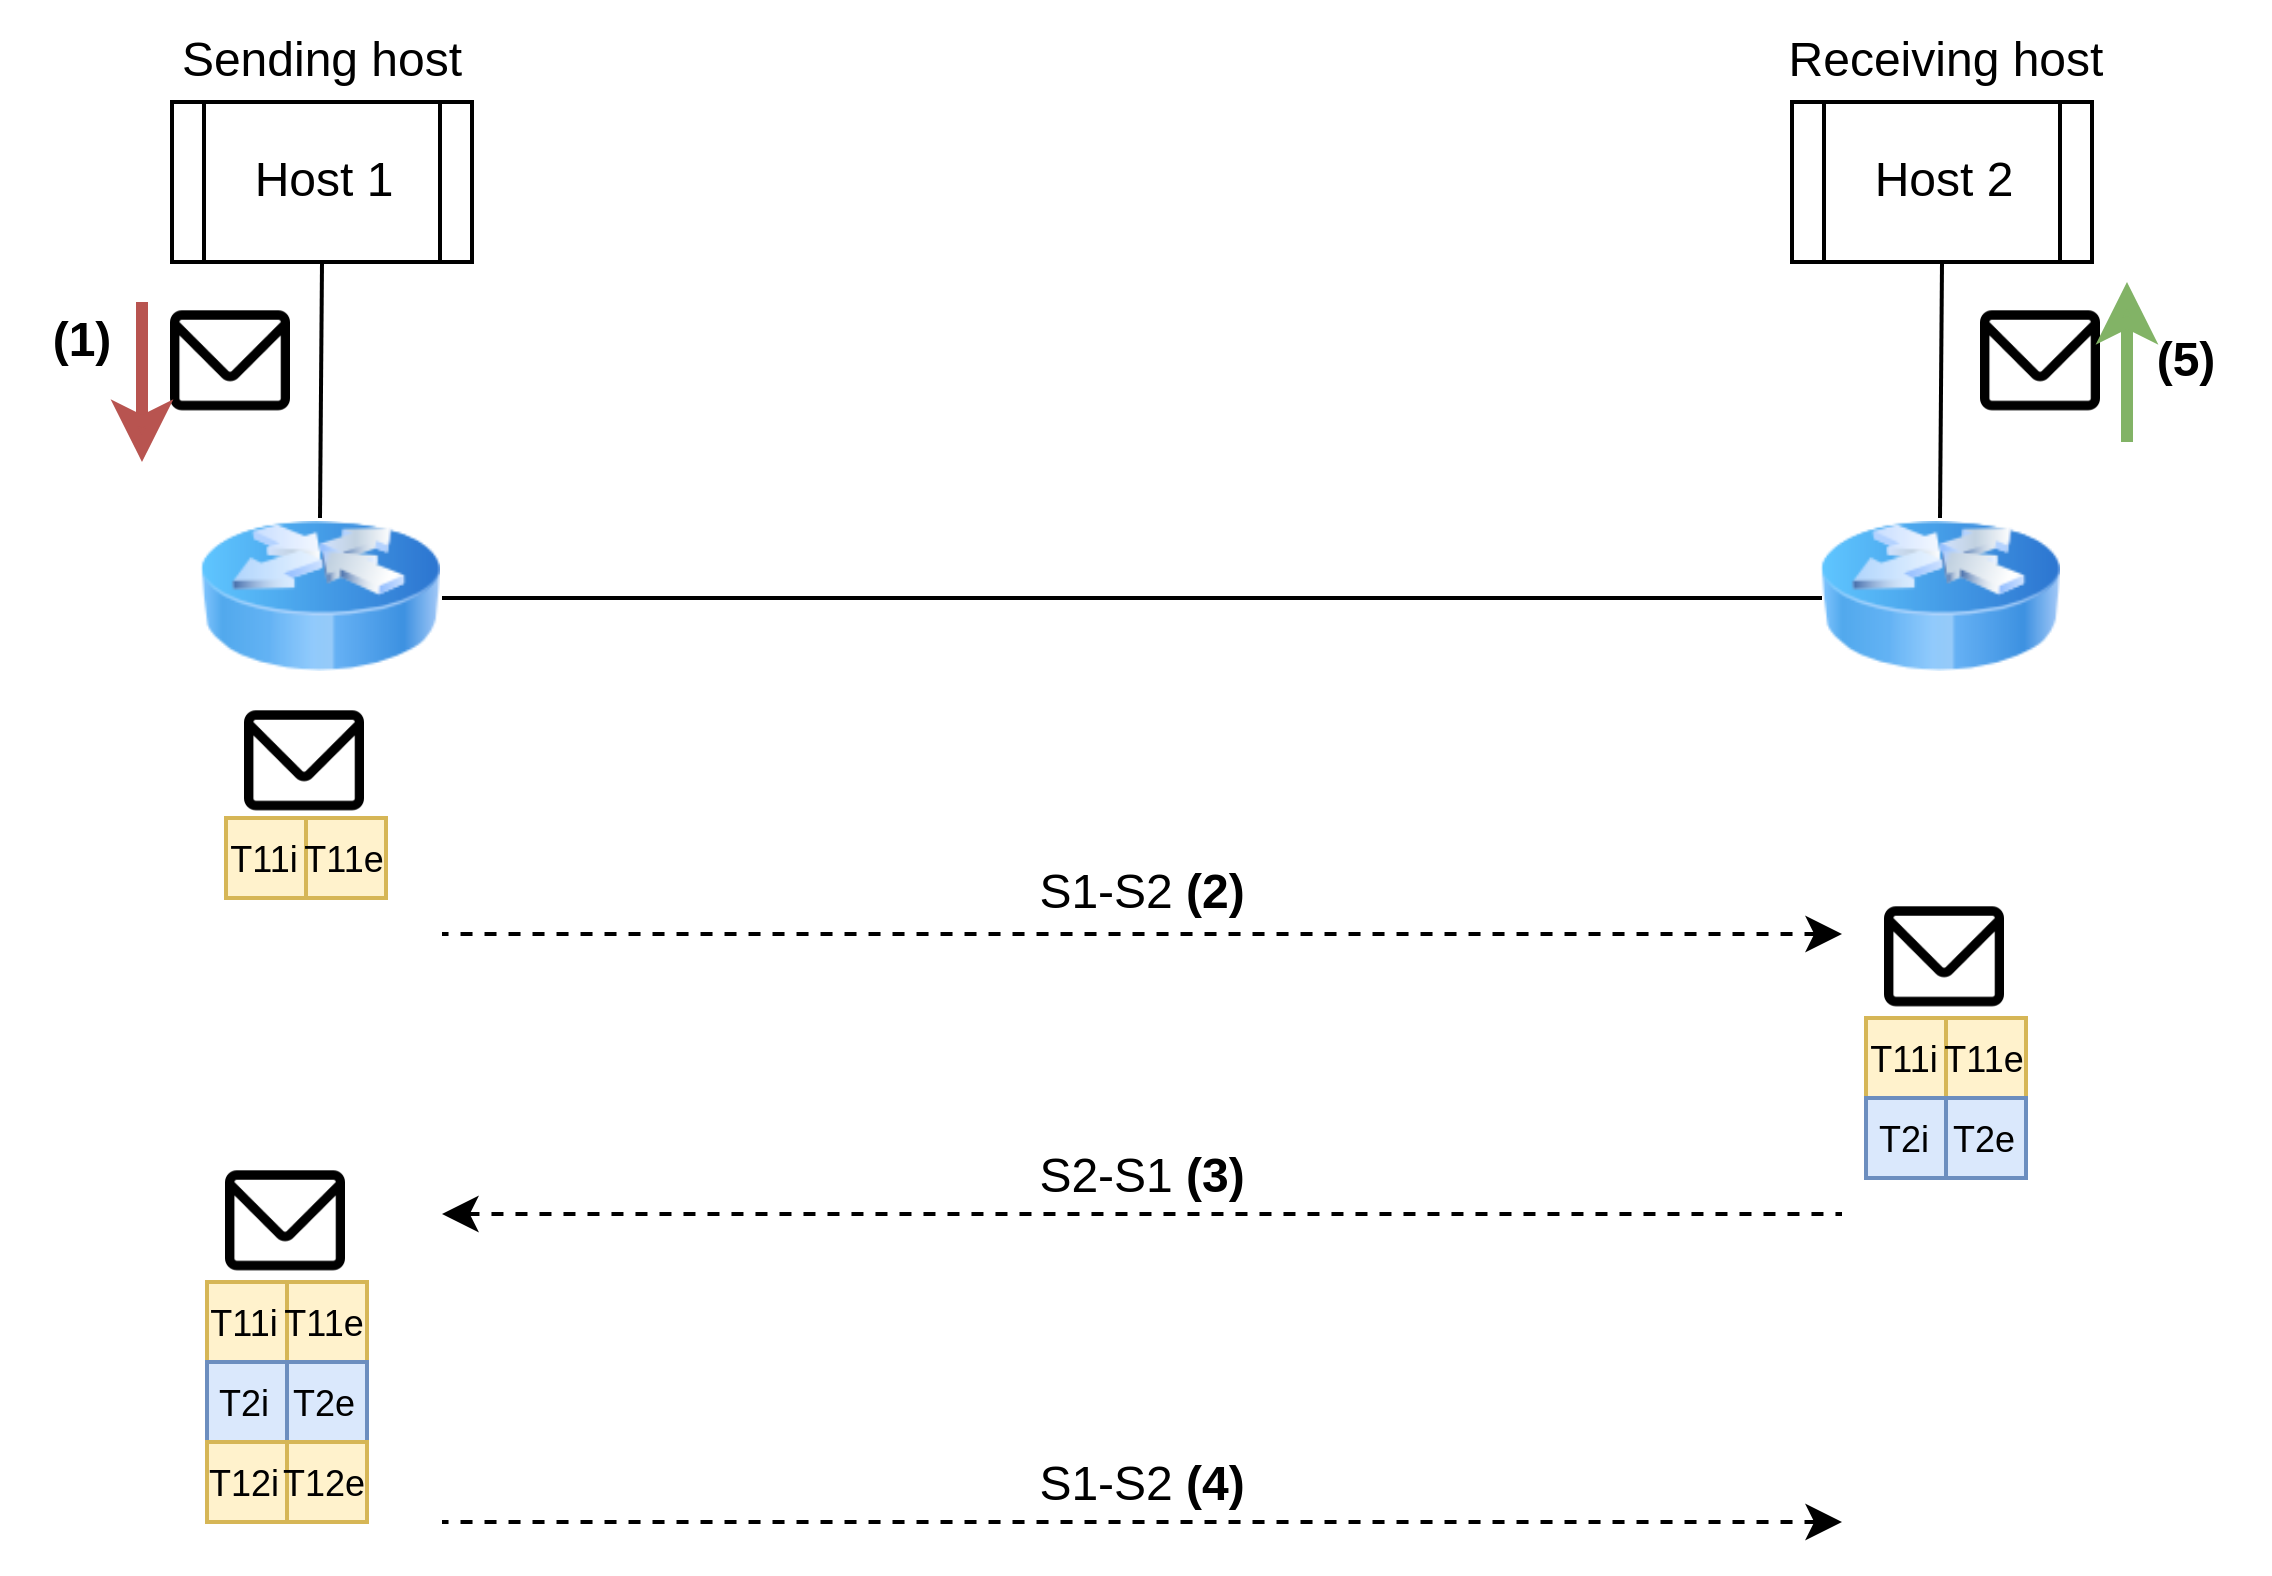 Sending host
Receiving host
Host 1
Host 2
(1)
(5)
T11i T11e
S1-S2 (2)
T11i T11e
T2i T2e
S2-S1 (3)
T11i T11e
T2i T2e
T12i T12e
S1-S2 (4)